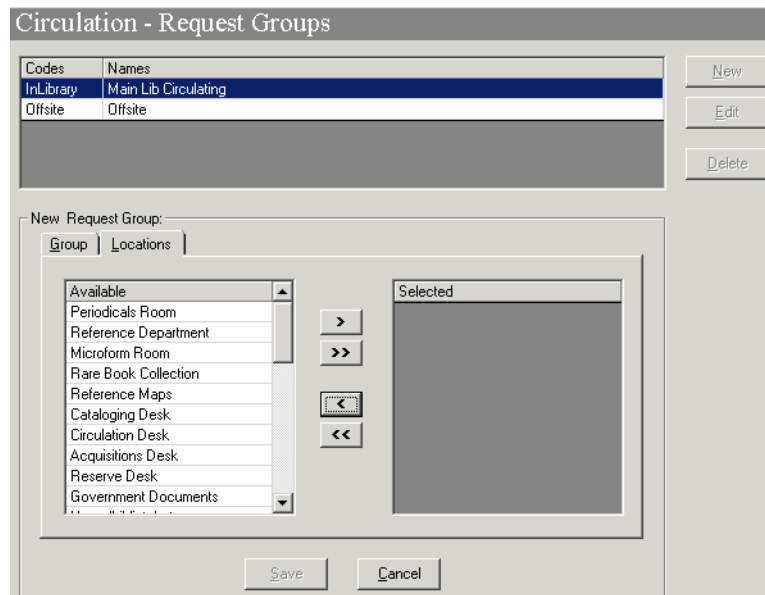 Circulation - Request Groups
Codes Names
InLibrary Main Lib Circulating
Offsite Offsite
New
Edit
Delete
New Request Group:
Group Locations
Available
Periodicals Room
Reference Department
Microform Room
Rare Book Collection
Reference Maps
Cataloging Desk
Circulation Desk
Acquisitions Desk
Reserve Desk
Government Documents
>
>>
<
<<
Selected
Save Cancel